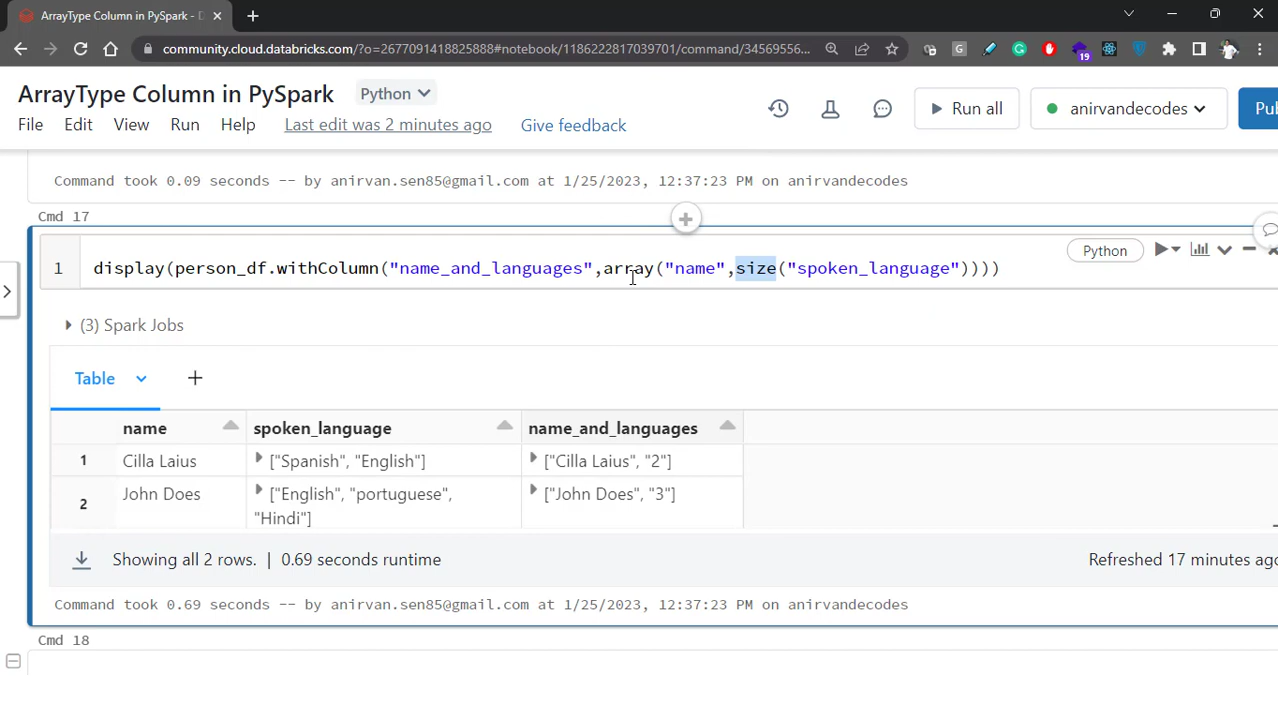 ArrayType Column in PySpark - D
community.cloud.databricks.com/?o=2677091418825888#notebook/1186222817039701/command/34569556...
G
19
ArrayType Column in PySpark
Python
File Edit View Run Help Last edit was 2 minutes ago Give feedback
Run all
anirvandecodes
Command took 0.09 seconds -- by anirvan.sen85@gmail.com at 1/25/2023, 12:37:23 PM on anirvandecodes
Cmd 17
Python
1 display(person_df.withColumn("name_and_languages",array("name",size("spoken_language"))))
(3) Spark Jobs
Table
name spoken_language name_and_languages
1 Cilla Laius ["Spanish", "English"] ["Cilla Laius", "2"]
2 John Does ["English", "portuguese", "Hindi"] ["John Does", "3"]
Showing all 2 rows. | 0.69 seconds runtime
Refreshed 17 minutes ago
Command took 0.69 seconds -- by anirvan.sen85@gmail.com at 1/25/2023, 12:37:23 PM on anirvandecodes
Cmd 18